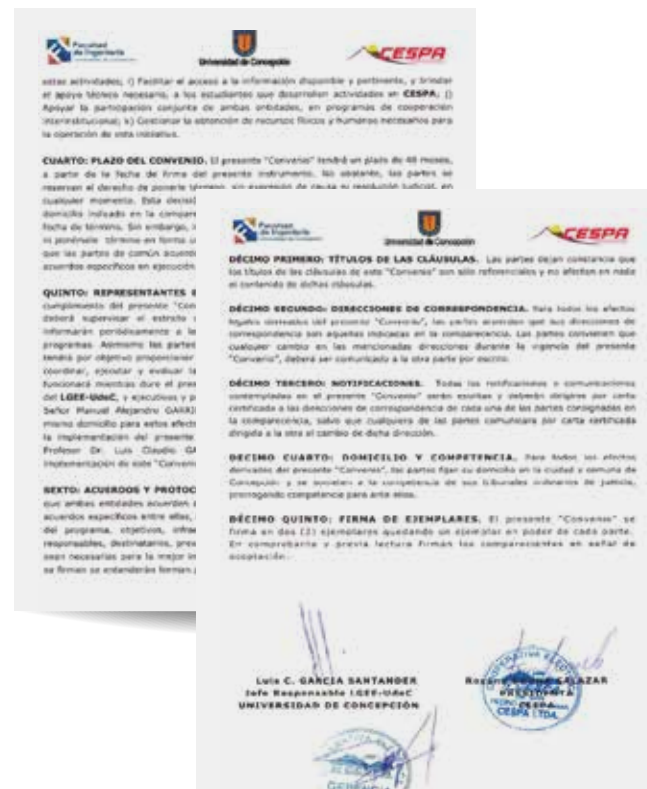 Facultad
de Ingeniería
Universidad de Concepción
CESPA
estas actividades; i) Facilitar el acceso a la información disponible y pertinente, y brindar
el apoyo técnico necesario, a los estudiantes que desarrollen actividades en CESPA; j)
Apoyar la participación conjunta de ambas entidades, en programas de cooperación
interinstitucional; k) Gestionar la obtención de recursos físicos y humanos necesarios para
la operación de esta iniciativa.
CUARTO: PLAZO DEL CONVENIO. El presente "Convenio" tendrá un plazo de 48 meses,
a partir de la fecha de firma del presente instrumento. No obstante, las partes se
reservan el derecho de ponerle término, sin expresión de causa ni resolución judicial, en
cualquier momento. Esta decisi
domicilio indicado en la compare
fecha de término. Sin embargo,
ni ponérsele término en forma u
que las partes de común acuerdo
acuerdos específicos en ejecución
QUINTO: REPRESENTANTES
cumplimiento del presente "Con
deberá supervisar el estricto
informarán periódicamente a le
programas. Asimismo las partes
tendrá por objetivo proporcionar
coordinar, ejecutar y evaluar la
funcionará mientras dure el pres
del LGEE-UdeC, y ejecutivos y p
Señor Manuel Alejandro GARRI
mismo domicilio para estos efecto
la implementación del presente
Profesor Dr. Luis Claudio GA
implementación de este "Conven
SEXTO: ACUERDOS Y PROTOC
que ambas entidades acuerden
acuerdos específicos entre ellas,
del programa, objetivos, infrae
responsables, destinatarios, pres
sean necesarias para la mejor im
se firmen se entenderán forman
Facultad
de Ingeniería
Universidad de Concepción
CESPA
DÉCIMO PRIMERO: TÍTULOS DE LAS CLÁUSULAS. Las partes dejan constancia que
los títulos de las cláusulas de este "Convenio" son sólo referenciales y no afectan en nada
el contenido de dichas cláusulas.
DÉCIMO SEGUNDO: DIRECCIONES DE CORRESPONDENCIA. Para todos los efectos
legales derivados del presente "Convenio", las partes acuerdan que sus direcciones de
correspondencia son aquellas indicadas en la comparecencia. Las partes convienen que
cualquier cambio en las mencionadas direcciones durante la vigencia del presente
"Convenio", deberá ser comunicado a la otra parte por escrito.
DÉCIMO TERCERO: NOTIFICACIONES. Todas las notificaciones o comunicaciones
contempladas en el presente "Convenio" serán escritas y deberán dirigirse por carta
certificada a las direcciones de correspondencia de cada una de las partes consignadas en
la comparecencia, salvo que cualquiera de las partes comunicara por carta certificada
dirigida a la otra el cambio de dicha dirección.
DECIMO CUARTO: DOMICILIO Y COMPETENCIA. Para todos los efectos
derivados del presente "Convenio", las partes fijan su domicilio en la ciudad y comuna de
Concepción y se someten a la competencia de sus tribunales ordinarios de justicia,
prorrogando competencia para ante ellos.
DÉCIMO QUINTO: FIRMA DE EJEMPLARES. El presente "Convenio" se
firma en dos (2) ejemplares quedando un ejemplar en poder de cada parte.
En comprobante y previa lectura firman los comparecientes en señal de
aceptación.
Luis C. GARCIA SANTANDER
Jefe Responsable LGEE-UdeC
UNIVERSIDAD DE CONCEPCIÓN
SALAZAR
PRESIDENTA
CESPA
CESPA LTDA.
GERENCIA